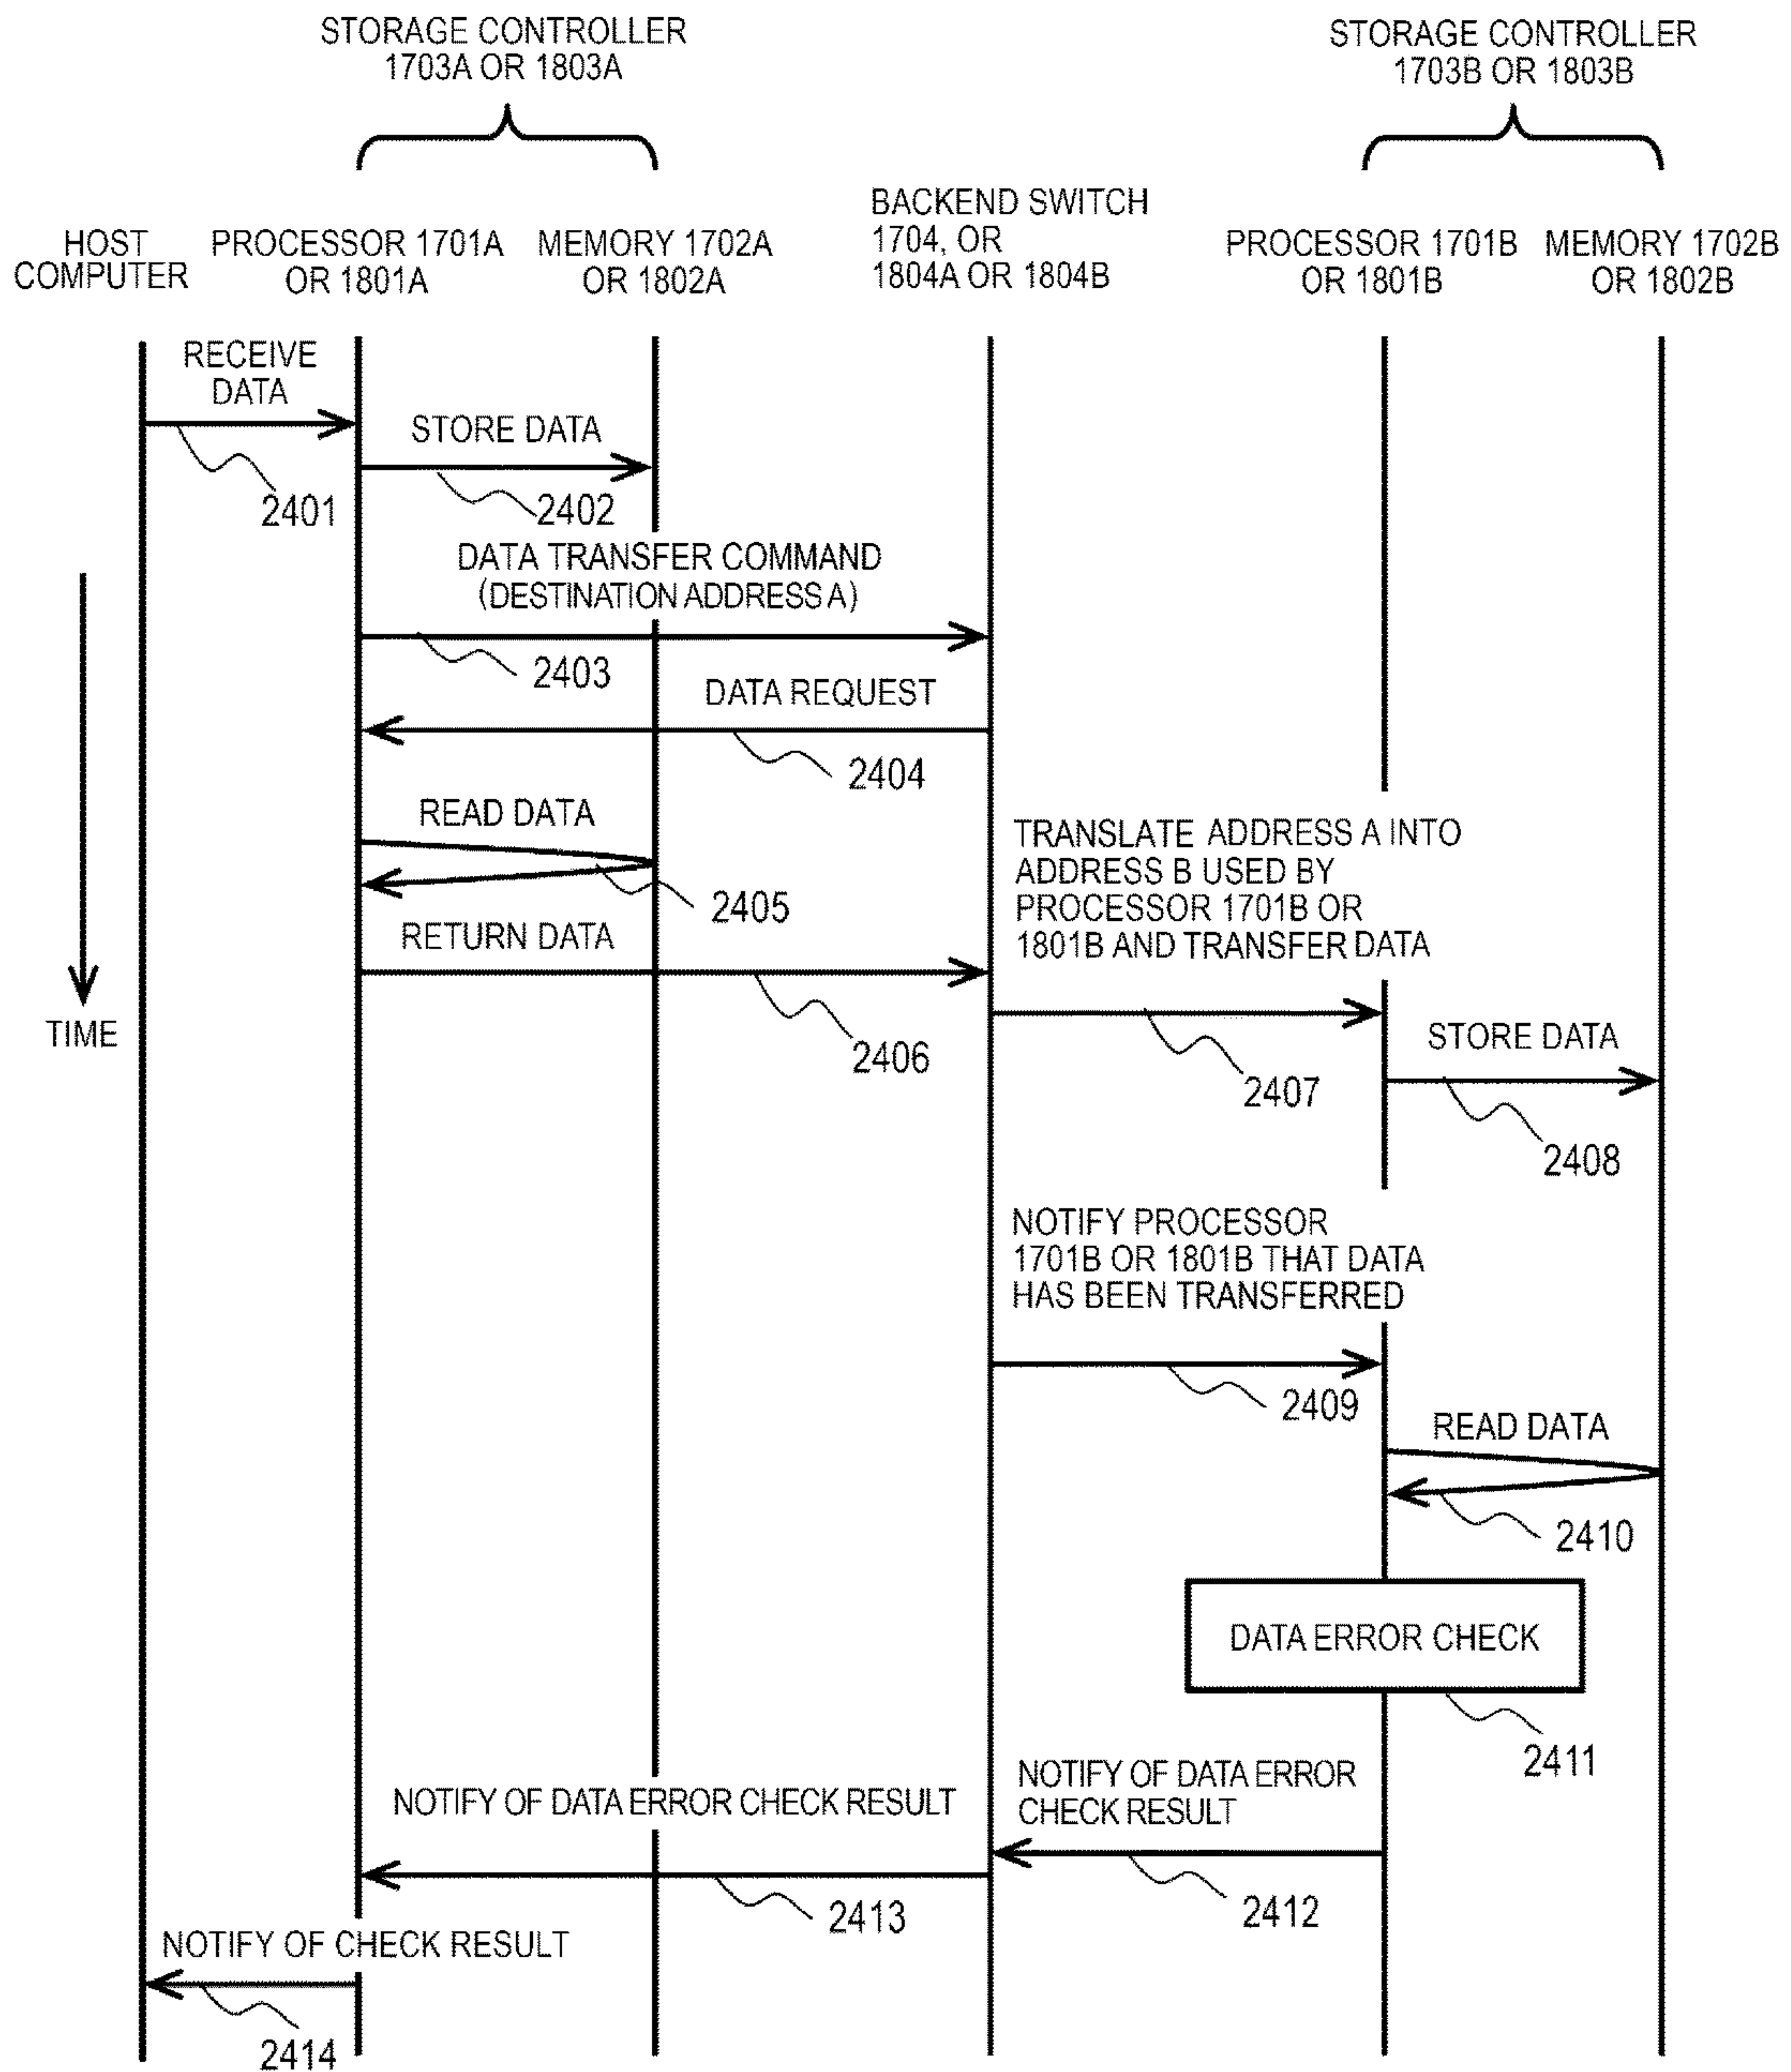 STORAGE CONTROLLER
1703A OR 1803A
STORAGE CONTROLLER
1703B OR 1803B
HOST
COMPUTER
PROCESSOR 1701A
OR 1801A
MEMORY 1702A
OR 1802A
BACKEND SWITCH
1704, OR
1804A OR 1804B
PROCESSOR 1701B
OR 1801B
MEMORY 1702B
OR 1802B
RECEIVE
DATA
2401
STORE DATA
2402
DATA TRANSFER COMMAND
(DESTINATION ADDRESS A)
2403
DATA REQUEST
2404
READ DATA
2405
RETURN DATA
2406
TIME
TRANSLATE ADDRESS A INTO
ADDRESS B USED BY
PROCESSOR 1701B OR
1801B AND TRANSFER DATA
2407
STORE DATA
2408
NOTIFY PROCESSOR
1701B OR 1801B THAT DATA
HAS BEEN TRANSFERRED
2409
READ DATA
2410
DATA ERROR CHECK
2411
NOTIFY OF DATA ERROR
CHECK RESULT
2412
NOTIFY OF DATA ERROR CHECK RESULT
2413
NOTIFY OF CHECK RESULT
2414